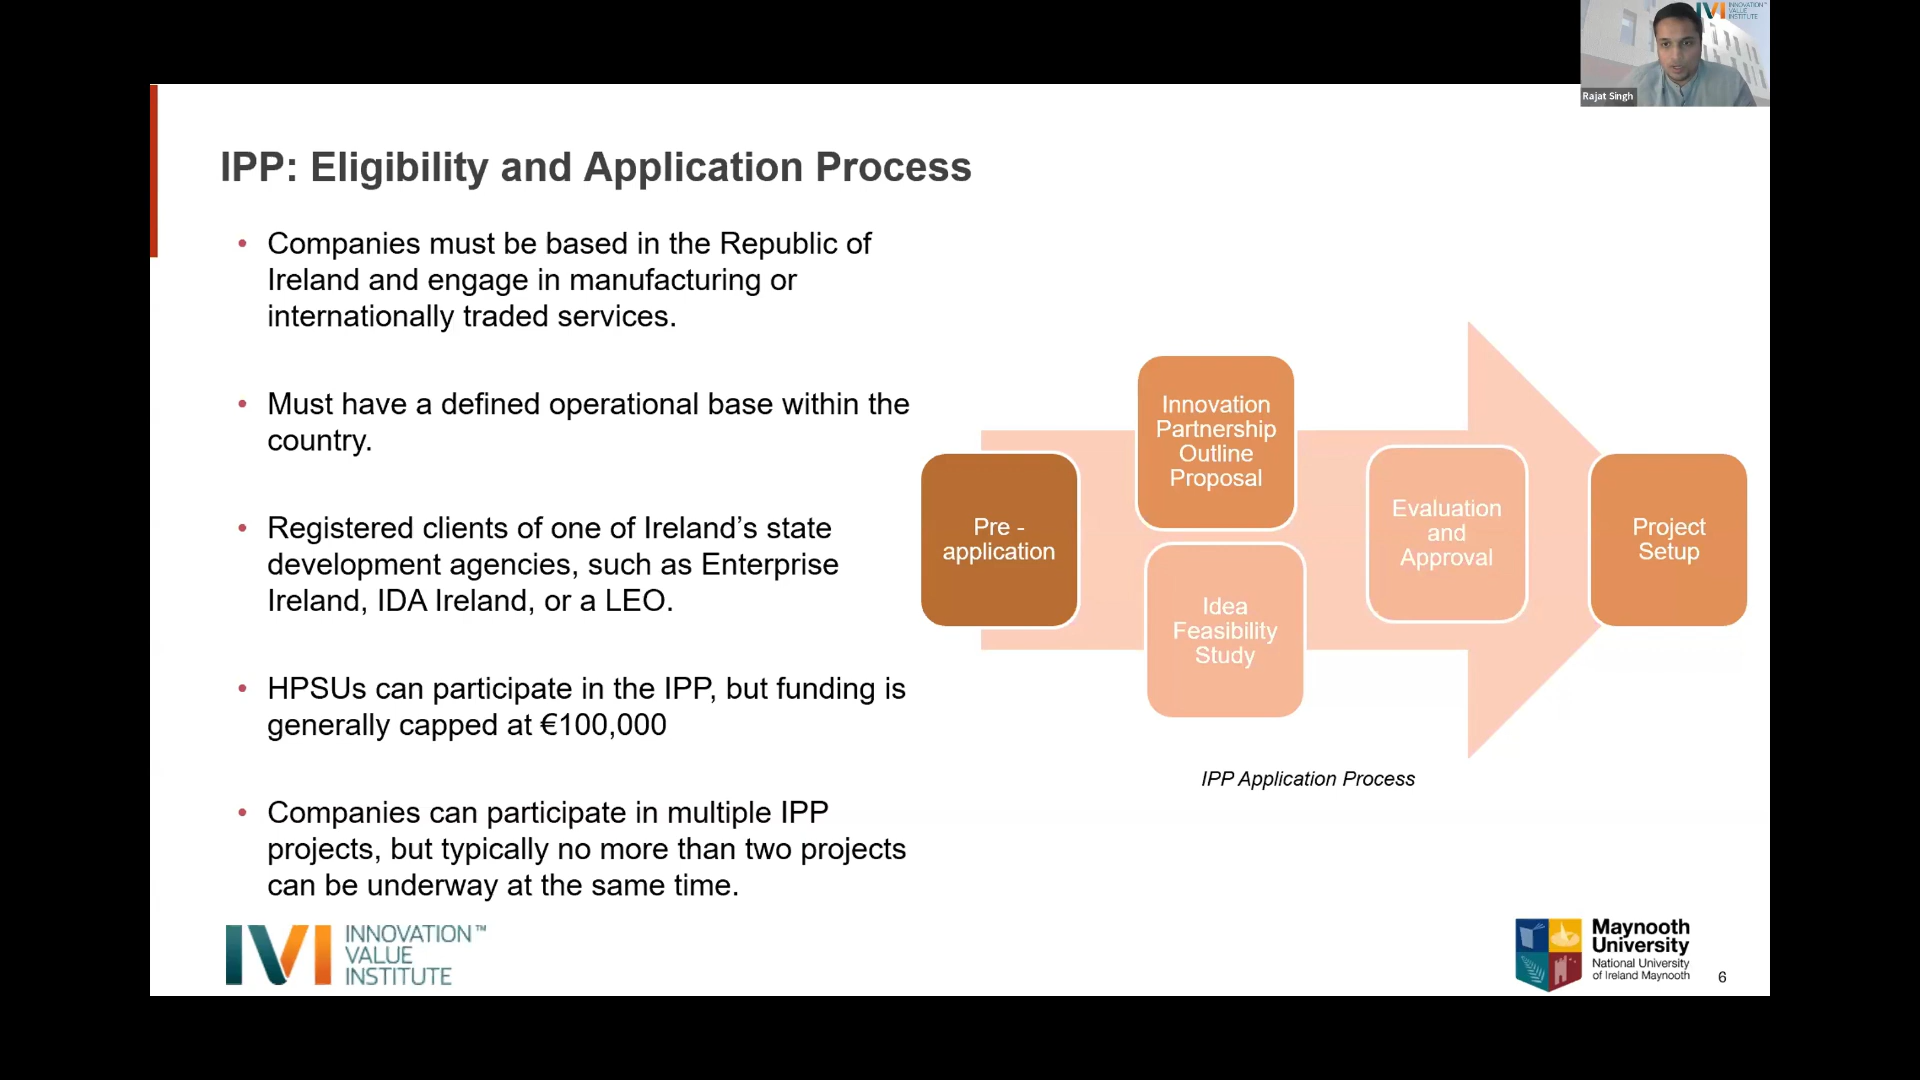 IVI INNOVATION™
VALUE
INSTITUTE
Rajat Singh
IPP: Eligibility and Application Process
• Companies must be based in the Republic of
Ireland and engage in manufacturing or
internationally traded services.
• Must have a defined operational base within the
country.
• Registered clients of one of Ireland’s state
development agencies, such as Enterprise
Ireland, IDA Ireland, or a LEO.
• HPSUs can participate in the IPP, but funding is
generally capped at €100,000
• Companies can participate in multiple IPP
projects, but typically no more than two projects
can be underway at the same time.
Pre -
application
Innovation
Partnership
Outline
Proposal
Idea
Feasibility
Study
Evaluation
and
Approval
Project
Setup
IPP Application Process
IVI INNOVATION™
VALUE
INSTITUTE
Maynooth
University
National University
of Ireland Maynooth
6